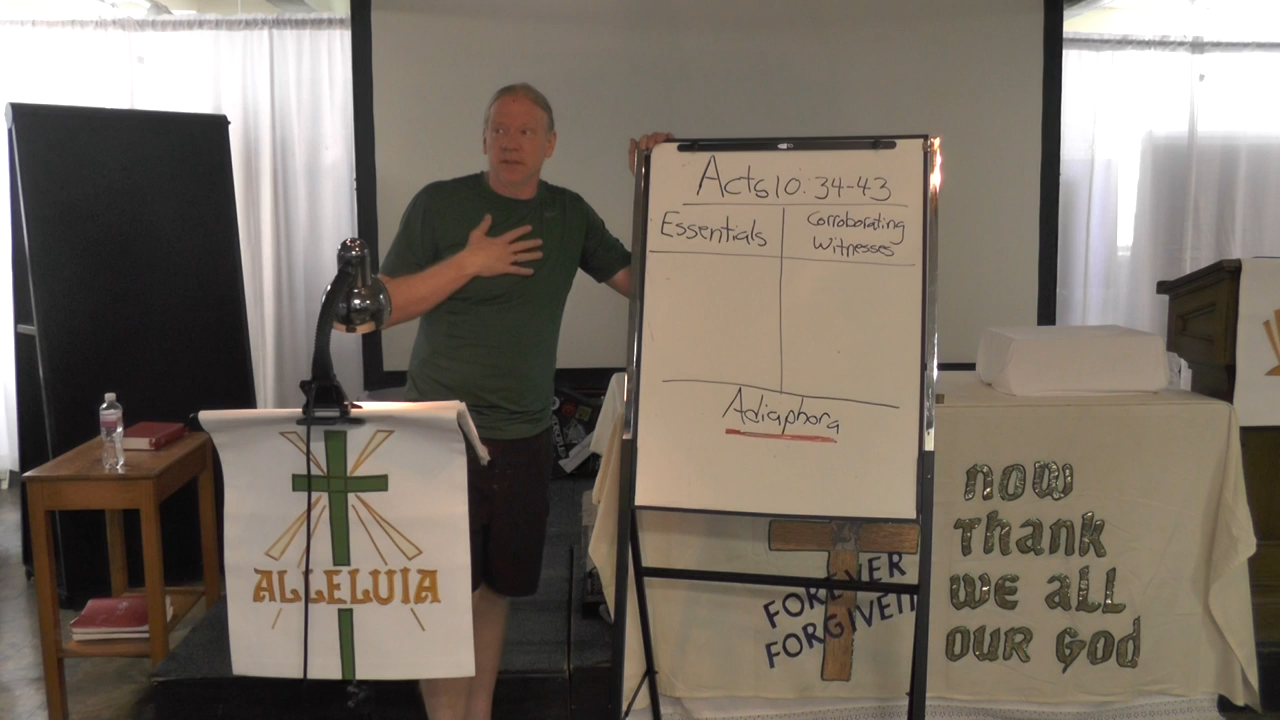 Acts 10: 34-43
Essentials
Corroborating
Witnesses
Adiaphora
ALLELUIA
FOREVER
FORGIVEN
now
Thank
we all
our God